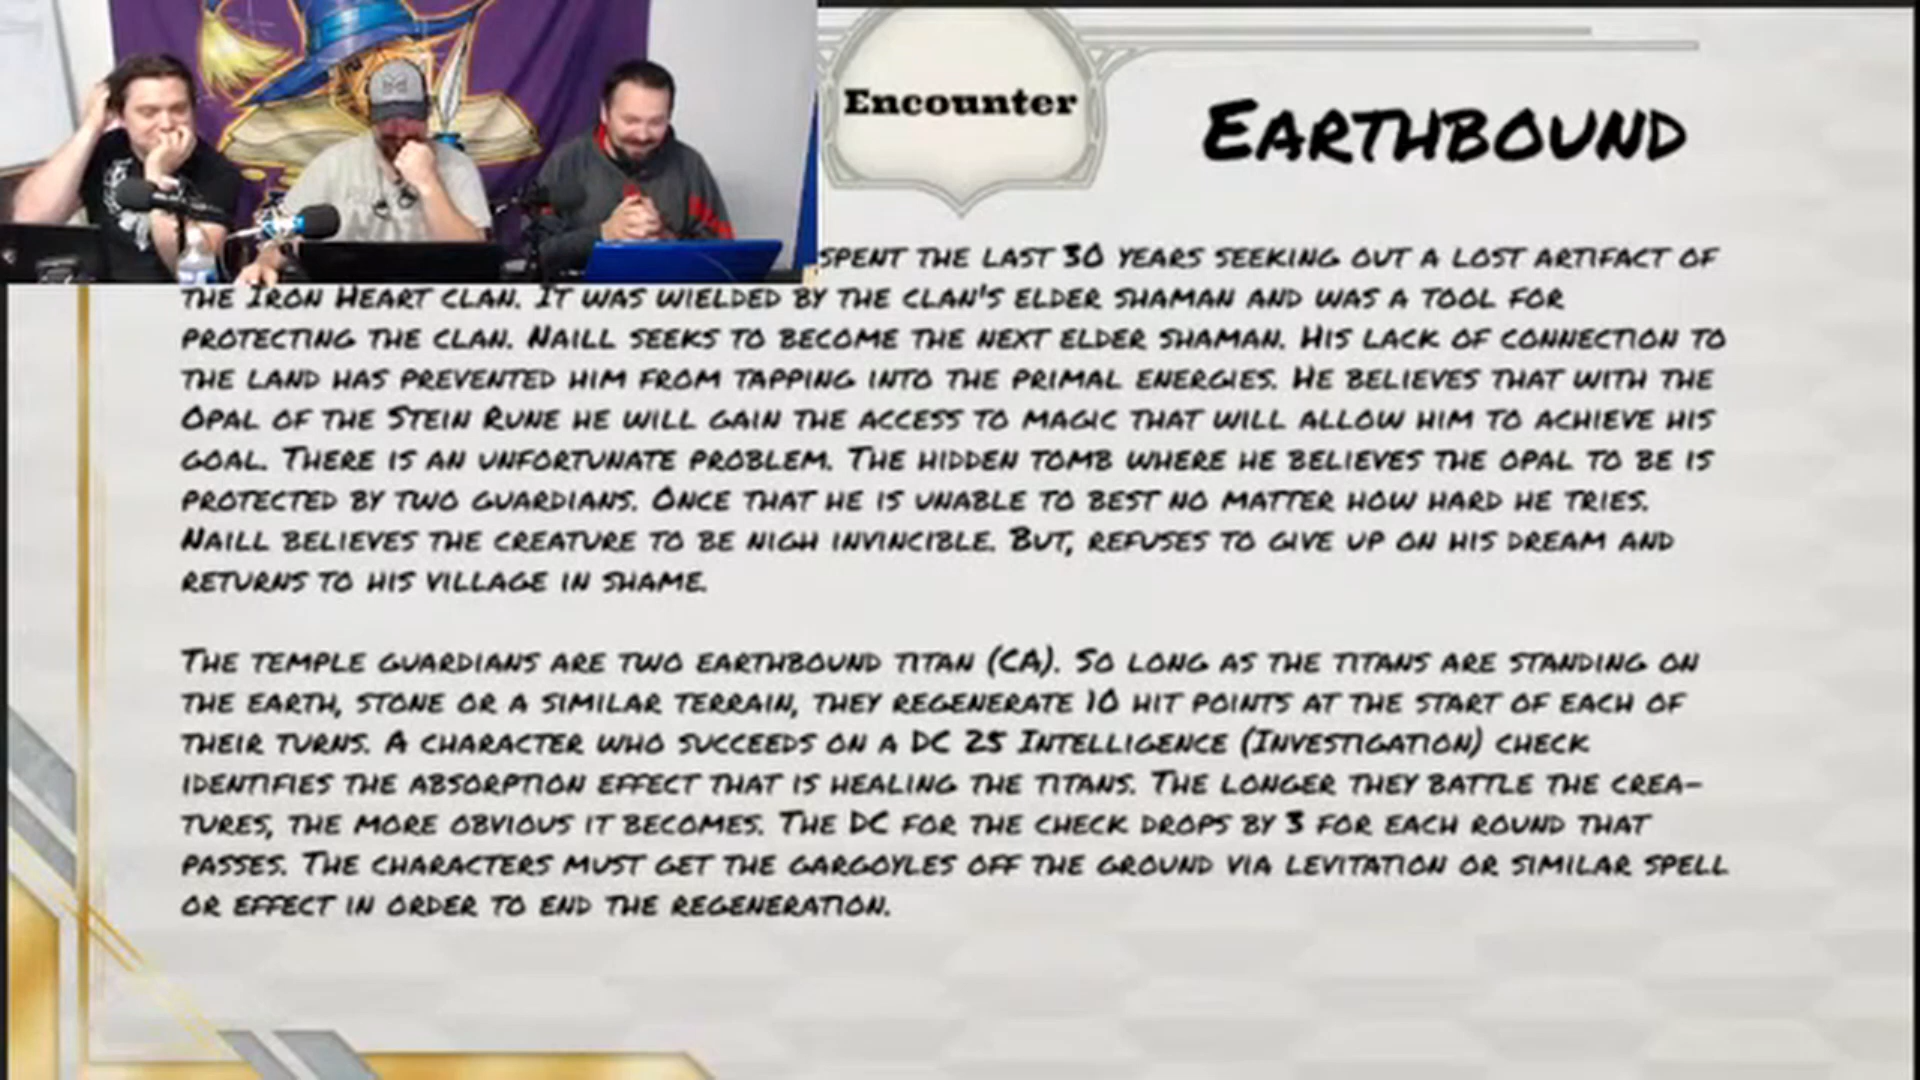 Encounter
EARTHBOUND
SPENT THE LAST 30 YEARS SEEKING OUT A LOST ARTIFACT OF
THE IRON HEART CLAN. IT WAS WIELDED BY THE CLAN'S ELDER SHAMAN AND WAS A TOOL FOR
PROTECTING THE CLAN. NAILL SEEKS TO BECOME THE NEXT ELDER SHAMAN. HIS LACK OF CONNECTION TO
THE LAND HAS PREVENTED HIM FROM TAPPING INTO THE PRIMAL ENERGIES. HE BELIEVES THAT WITH THE
OPAL OF THE STEIN RUNE HE WILL GAIN THE ACCESS TO MAGIC THAT WILL ALLOW HIM TO ACHIEVE HIS
GOAL. THERE IS AN UNFORTUNATE PROBLEM. THE HIDDEN TOMB WHERE HE BELIEVES THE OPAL TO BE IS
PROTECTED BY TWO GUARDIANS. ONCE THAT HE IS UNABLE TO BEST NO MATTER HOW HARD HE TRIES.
NAILL BELIEVES THE CREATURE TO BE NIGH INVINCIBLE. BUT, REFUSES TO GIVE UP ON HIS DREAM AND
RETURNS TO HIS VILLAGE IN SHAME.
THE TEMPLE GUARDIANS ARE TWO EARTHBOUND TITAN (CA). SO LONG AS THE TITANS ARE STANDING ON
THE EARTH, STONE OR A SIMILAR TERRAIN, THEY REGENERATE 10 HIT POINTS AT THE START OF EACH OF
THEIR TURNS. A CHARACTER WHO SUCCEEDS ON A DC 25 INTELLIGENCE (INVESTIGATION) CHECK
IDENTIFIES THE ABSORPTION EFFECT THAT IS HEALING THE TITANS. THE LONGER THEY BATTLE THE CREA-
TURES, THE MORE OBVIOUS IT BECOMES. THE DC FOR THE CHECK DROPS BY 3 FOR EACH ROUND THAT
PASSES. THE CHARACTERS MUST GET THE GARGOYLES OFF THE GROUND VIA LEVITATION OR SIMILAR SPELL
OR EFFECT IN ORDER TO END THE REGENERATION.